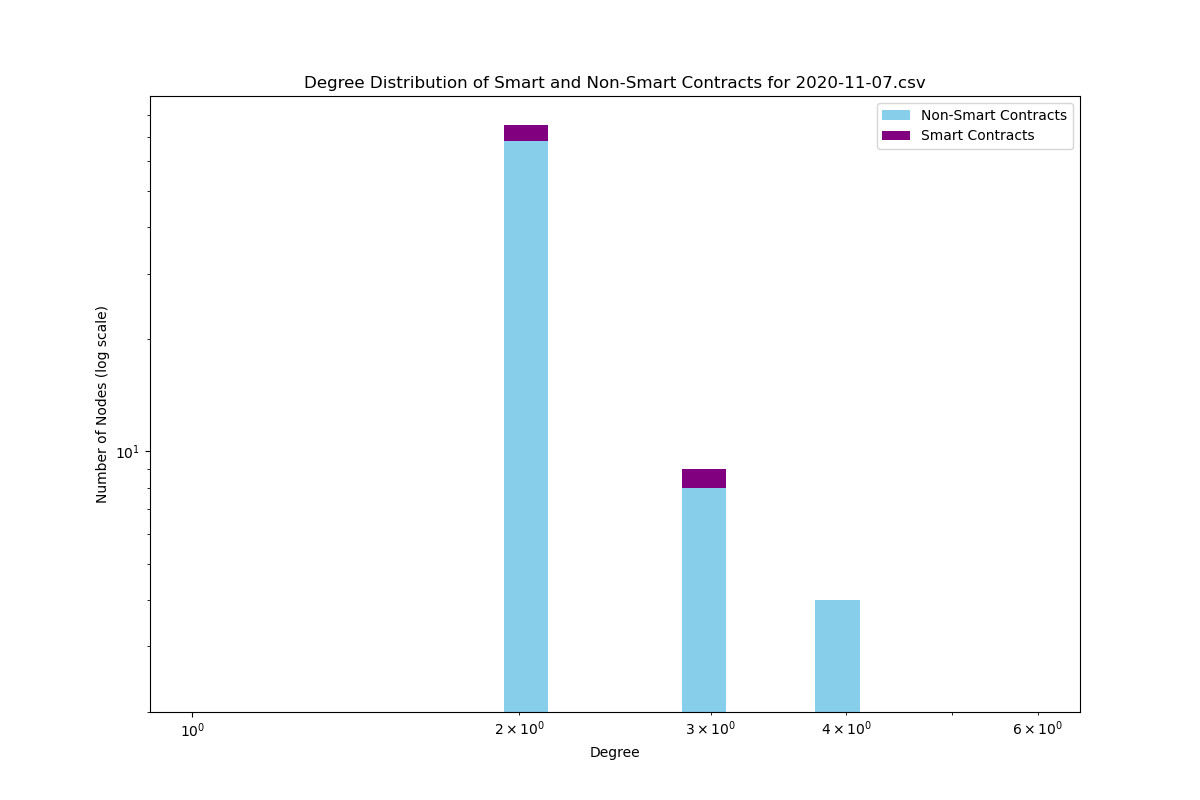 Degree Distribution of Smart and Non-Smart Contracts for 2020-11-07.csv
Non-Smart Contracts
Smart Contracts
Number of Nodes (log scale)
10¹
10⁰
2 × 10⁰
3 × 10⁰
4 × 10⁰
6 × 10⁰
Degree